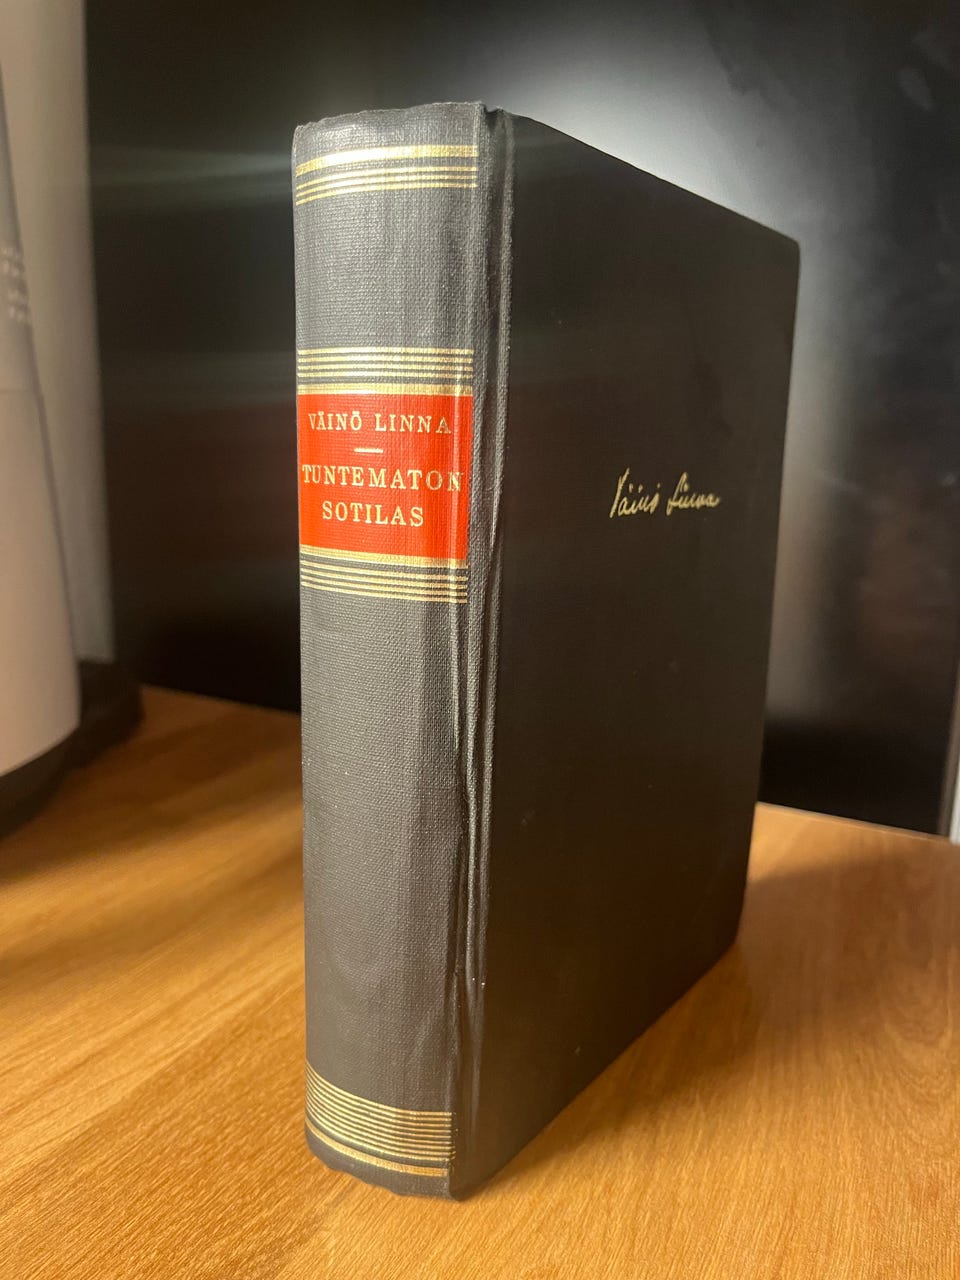 VÄINÖ LINNA
TUNTEMATON
SOTILAS
Väinö Linna